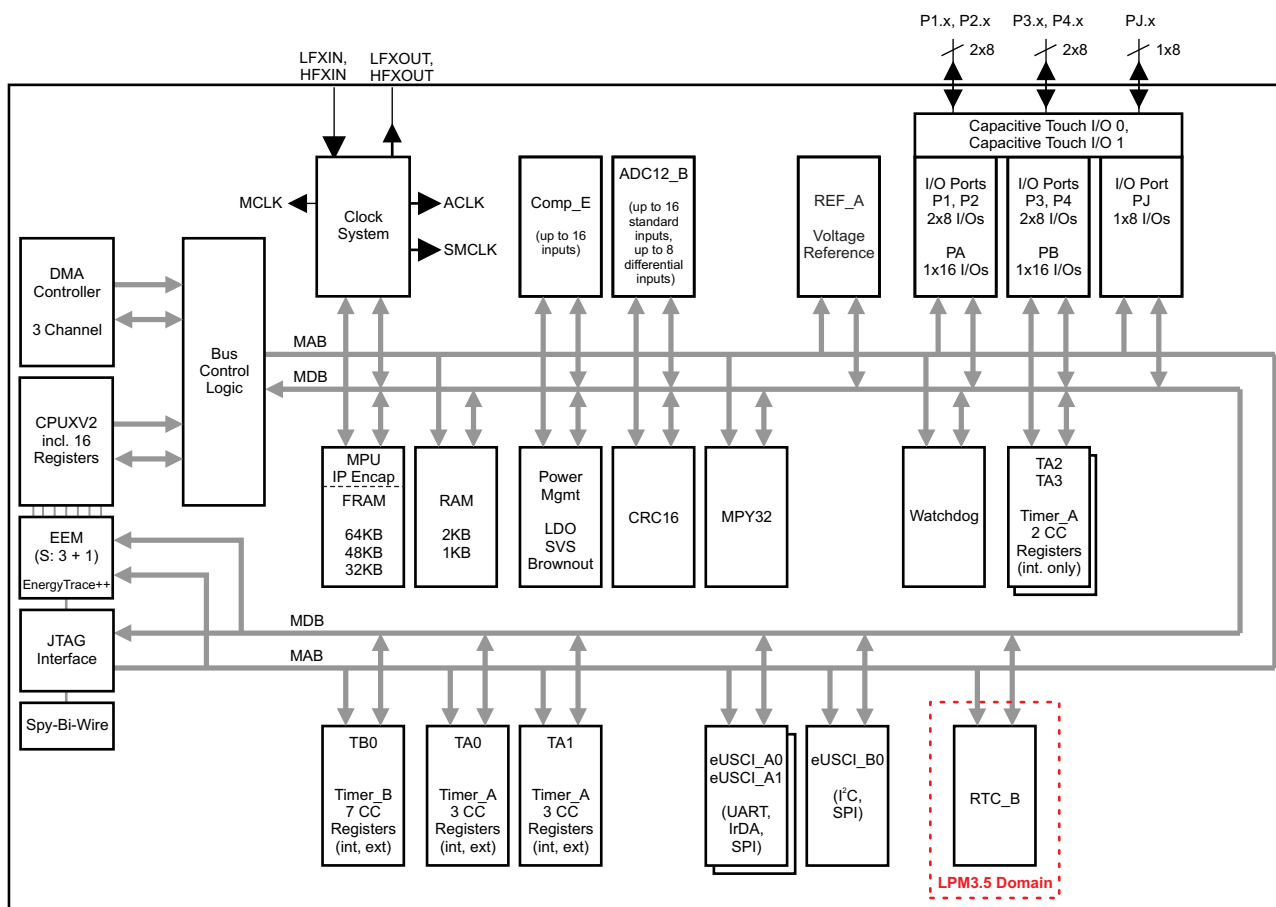 P1.x, P2.x
P3.x, P4.x
PJ.x
2x8
2x8
1x8
LFXIN,
HFXIN
LFXOUT,
HFXOUT
Capacitive Touch I/O 0,
Capacitive Touch I/O 1
MCLK
Clock
System
ACLK
SMCLK
Comp_E
(up to 16
inputs)
ADC12_B
(up to 16
standard
inputs,
up to 8
differential
inputs)
REF_A
Voltage
Reference
I/O Ports
P1, P2
2x8 I/Os
PA
1x16 I/Os
I/O Ports
P3, P4
2x8 I/Os
PB
1x16 I/Os
I/O Port
PJ
1x8 I/Os
DMA
Controller
3 Channel
Bus
Control
Logic
MAB
MDB
CPUXV2
incl. 16
Registers
MPU
IP Encap
FRAM
64KB
48KB
32KB
RAM
2KB
1KB
Power
Mgmt
LDO
SVS
Brownout
CRC16
MPY32
Watchdog
TA2
TA3
Timer_A
2 CC
Registers
(int. only)
EEM
(S: 3 + 1)
EnergyTrace++
JTAG
Interface
Spy-Bi-Wire
MDB
MAB
TB0
Timer_B
7 CC
Registers
(int, ext)
TA0
Timer_A
3 CC
Registers
(int, ext)
TA1
Timer_A
3 CC
Registers
(int, ext)
eUSCI_A0
eUSCI_A1
(UART,
IrDA,
SPI)
eUSCI_B0
(I²C,
SPI)
RTC_B
LPM3.5 Domain